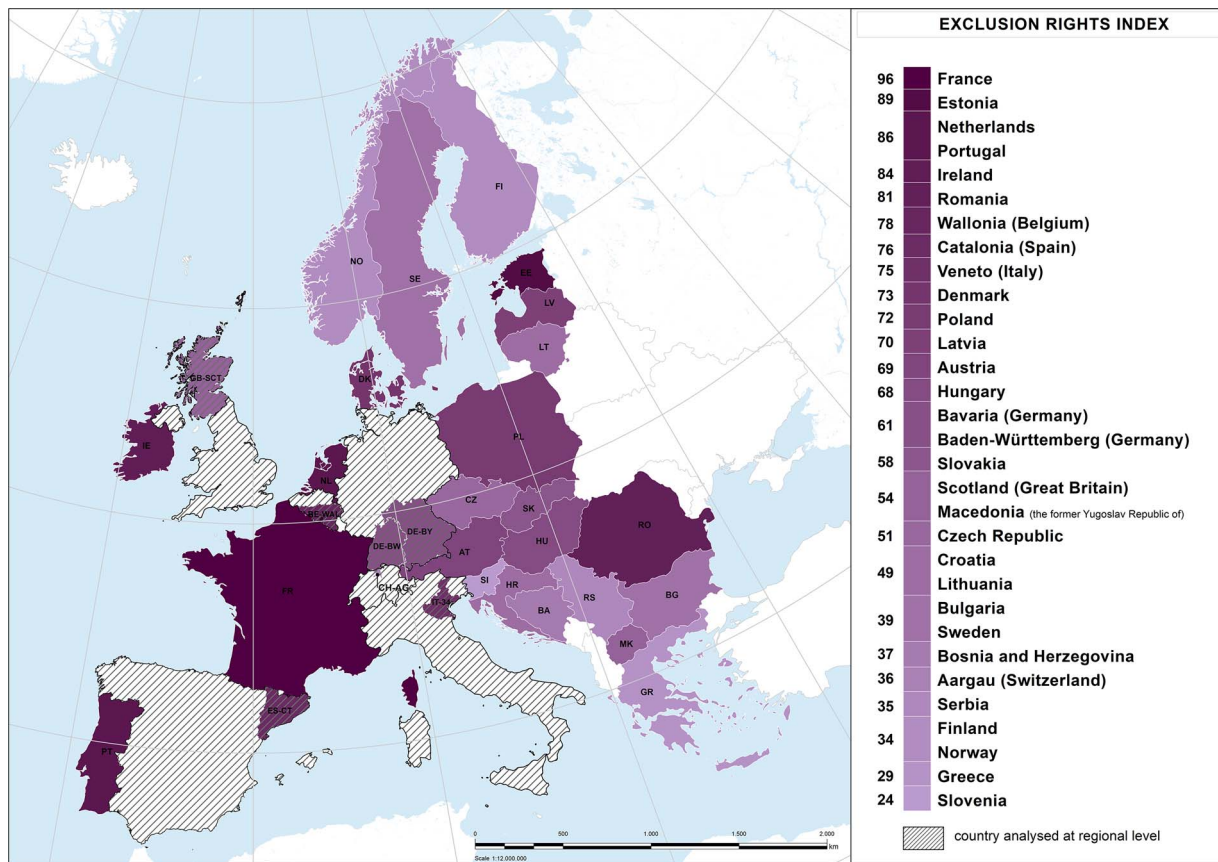 EXCLUSION RIGHTS INDEX
96 France
89 Estonia
86 Netherlands
Portugal
84 Ireland
81 Romania
78 Wallonia (Belgium)
76 Catalonia (Spain)
75 Veneto (Italy)
73 Denmark
72 Poland
70 Latvia
69 Austria
68 Hungary
61 Bavaria (Germany)
Baden-Württemberg (Germany)
58 Slovakia
54 Scotland (Great Britain)
Macedonia (the former Yugoslav Republic of)
51 Czech Republic
49 Croatia
Lithuania
39 Bulgaria
Sweden
37 Bosnia and Herzegovina
36 Aargau (Switzerland)
35 Serbia
34 Finland
Norway
29 Greece
24 Slovenia
country analysed at regional level
FI
NO
SE
EE
LV
LT
GB-SCT
DK
IE
PL
NL
BE-WAL
CZ
SK
RO
DE-BY
DE-BW
AT
HU
FR
CH-AG
SI
HR
IT-34
RS
BG
BA
MK
GR
ES-CT
PT
0 500 1.000 1.500 2.000
km
Scale 1:12.000.000